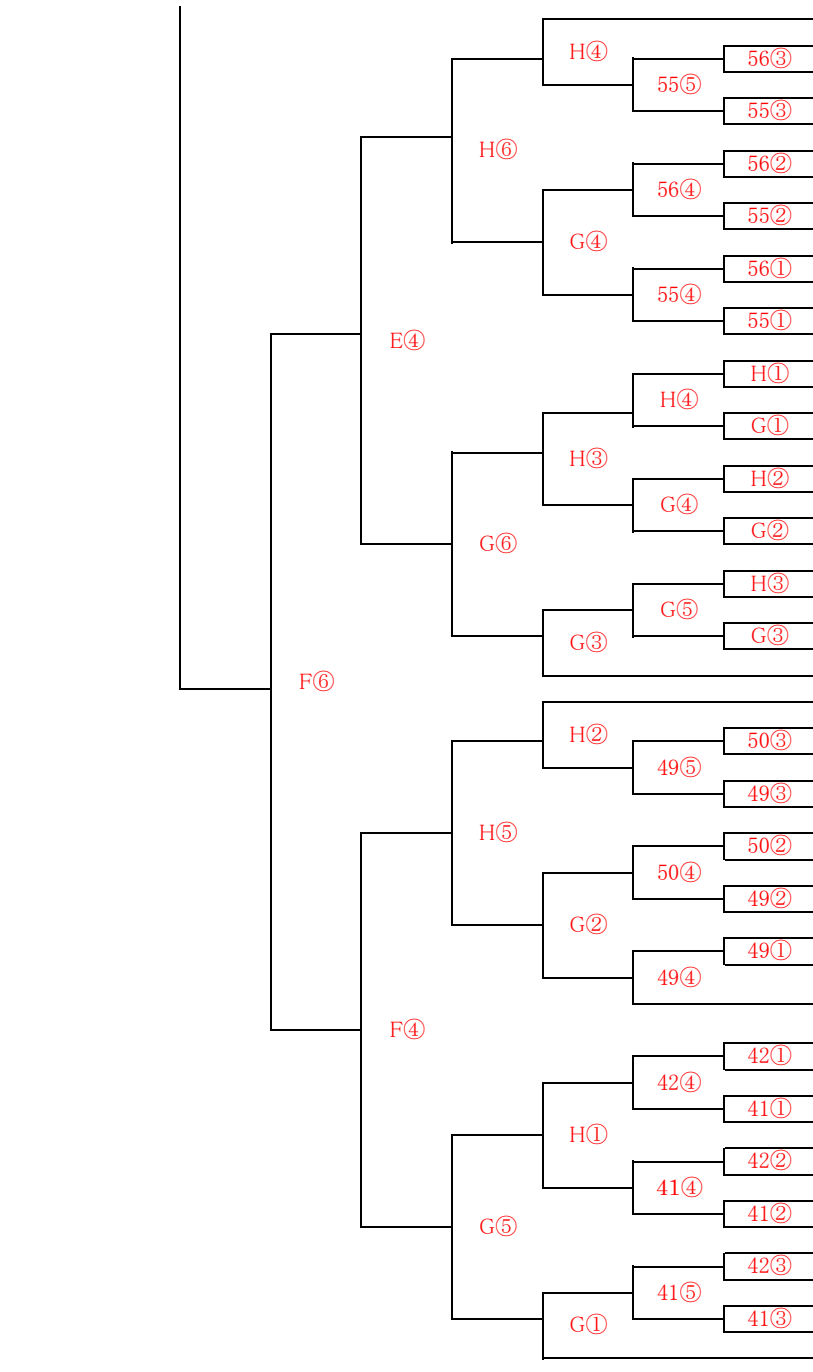 H④
56③
55⑤
55③
H⑥
56②
56④
55②
G④
56①
55④
55①
E④
H①
H④
G①
H③
H②
G④
G②
G⑥
H③
G⑤
G③
G③
F⑥
H②
50③
49⑤
49③
H⑤
50②
50④
49②
G②
49①
49④
F④
42①
42④
41①
H①
42②
41④
41②
G⑤
42③
41⑤
41③
G①